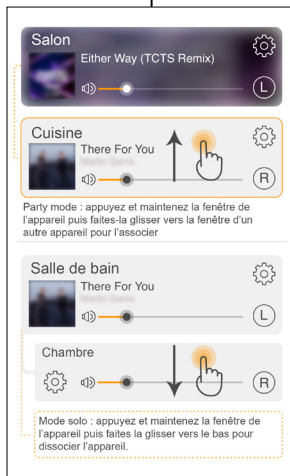 Salon
Either Way (TCTS Remix)
L
Cuisine
There For You
R
Party mode : appuyez et maintenez la fenêtre de
l'appareil puis faites-la glisser vers la fenêtre d'un
autre appareil pour l'associer
Salle de bain
There For You
L
Chambre
R
Mode solo : appuyez et maintenez la fenêtre de
l'appareil puis faites la glisser vers le bas pour
dissocier l'appareil.